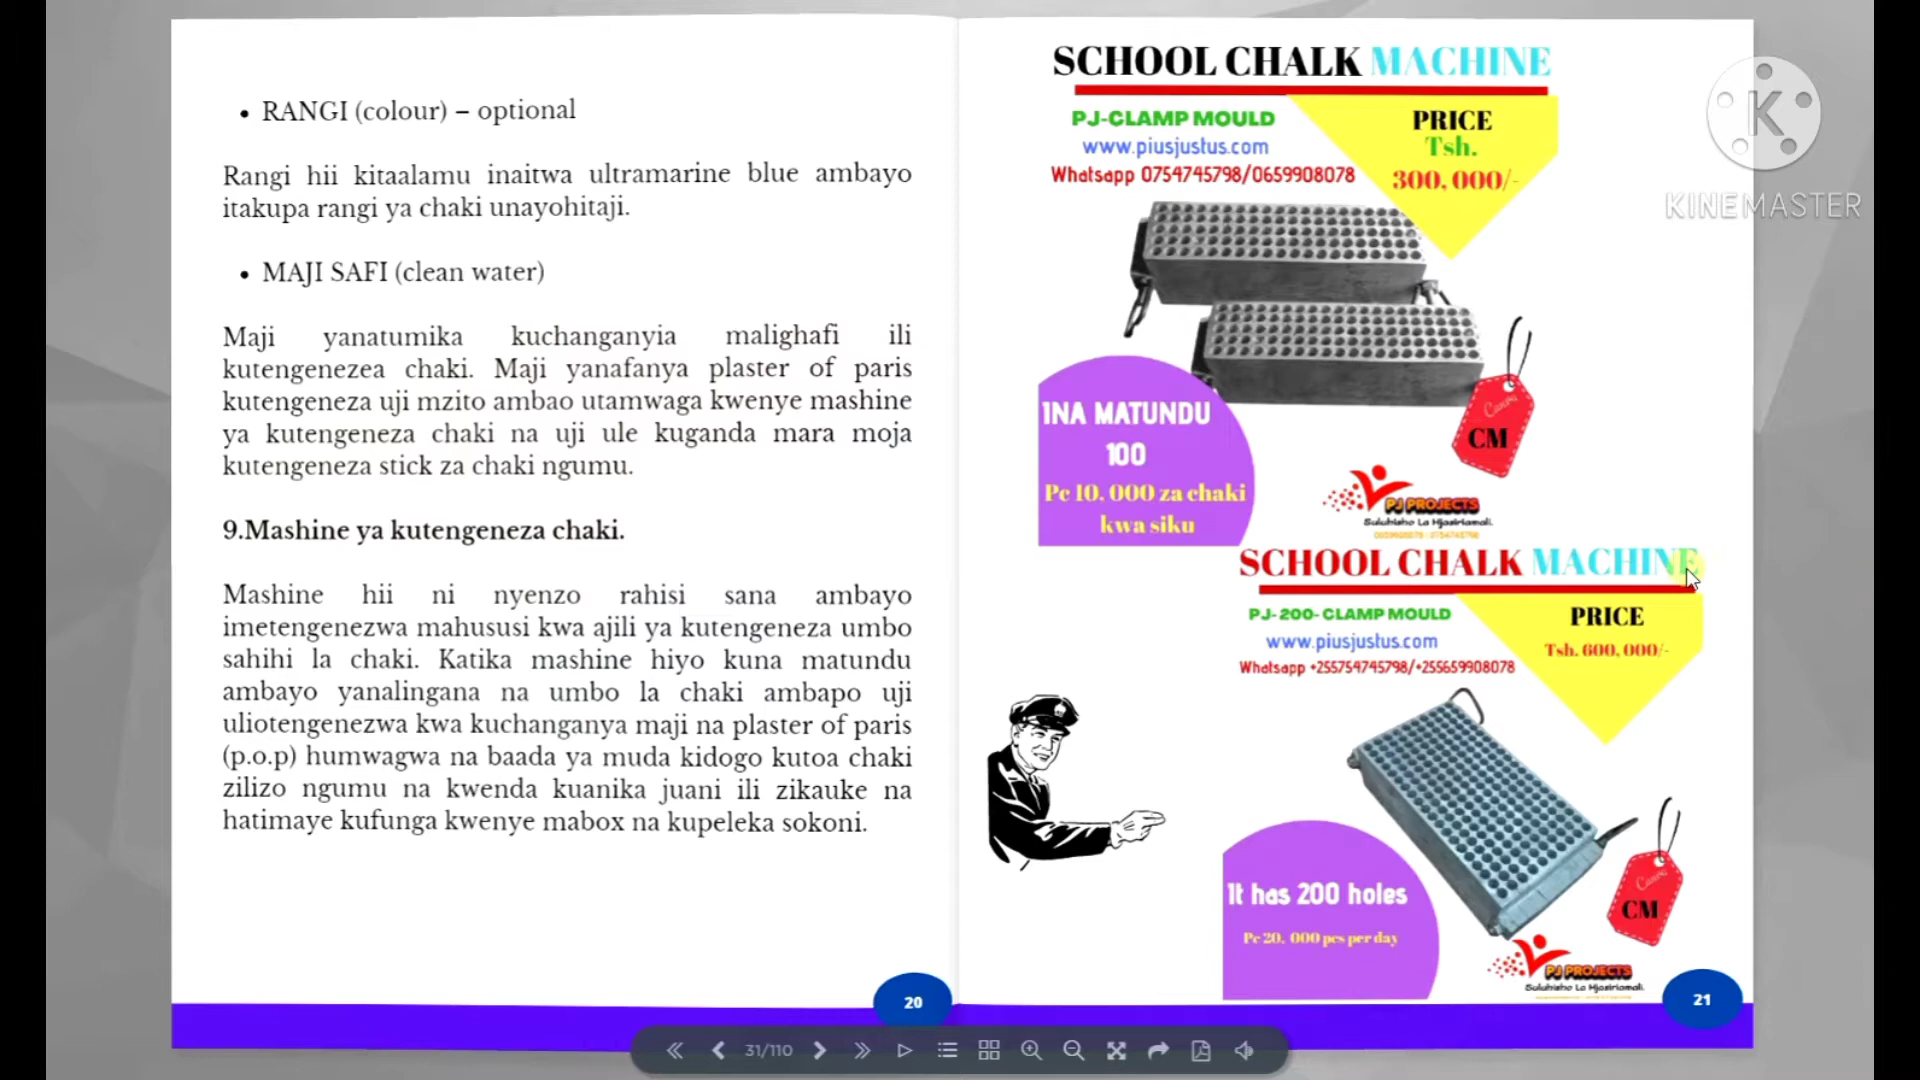 • RANGI (colour) – optional
Rangi hii kitaalamu inaitwa ultramarine blue ambayo
itakupa rangi ya chaki unayohitaji.
• MAJI SAFI (clean water)
Maji yanatumika kuchanganyia malighafi ili
kutengenezea chaki. Maji yanafanya plaster of paris
kutengeneza uji mzito ambao utamwaga kwenye mashine
ya kutengeneza chaki na uji ule kuganda mara moja
kutengeneza stick za chaki ngumu.
9.Mashine ya kutengeneza chaki.
Mashine hii ni nyenzo rahisi sana ambayo
imetengenezwa mahususi kwa ajili ya kutengeneza umbo
sahihi la chaki. Katika mashine hiyo kuna matundu
ambayo yanalingana na umbo la chaki ambapo uji
uliotengenezwa kwa kuchanganya maji na plaster of paris
(p.o.p) humwagwa na baada ya muda kidogo kutoa chaki
zilizo ngumu na kwenda kuanika juani ili zikauke na
hatimaye kufunga kwenye mabox na kupeleka sokoni.
20
SCHOOL CHALK MACHINE
PJ-CLAMP MOULD
www.piusjustus.com
Whatsapp 0754745798/0659908078
PRICE
Tsh.
300,000/-
INA MATUNDU
100
Pc 10. 000 za chaki
kwa siku
Canva
CM
PJ PROJECTS
Suluhisho La Mjasiriamali.
SCHOOL CHALK MACHINE
PJ-200- CLAMP MOULD
www.piusjustus.com
Whatsapp +255754745798/+255659908078
PRICE
Tsh. 600,000/-
It has 200 holes
Pc 20. 000 pcs per day
Canva
CM
PJ PROJECTS
Suluhisho La Mjasiriamali.
21
K
KINEMASTER
31/110